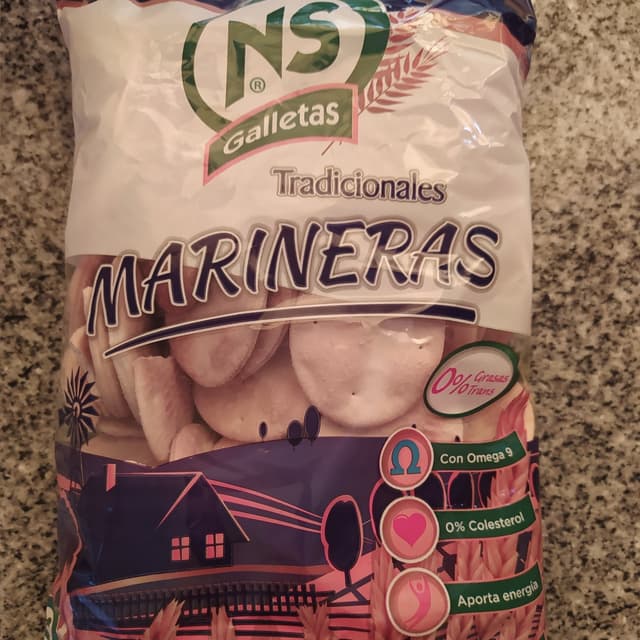 NS
®
Galletas
Tradicionales
MARINERAS
0% Grasas
Trans
Con Omega 9
0% Colesterol
Aporta energía